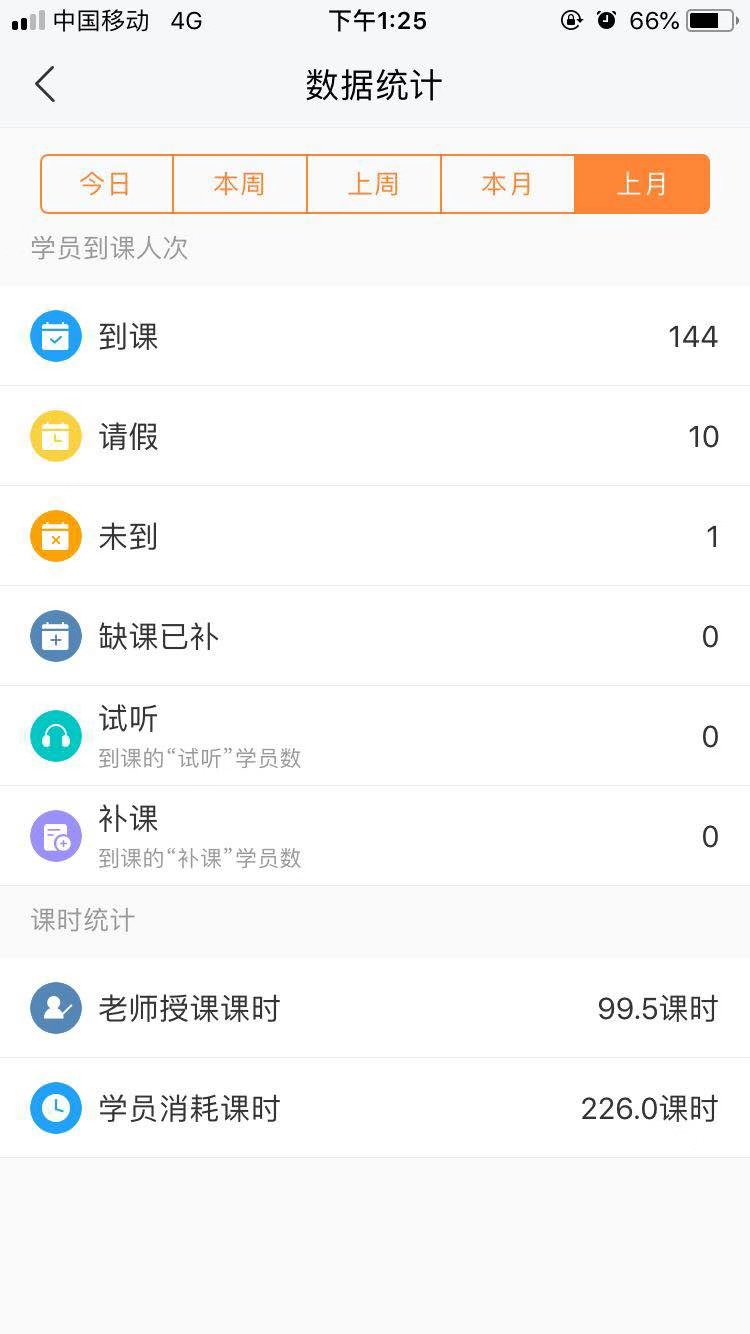 中国移动 4G 下午1:25 66%
数据统计
今日 本周 上周 本月 上月
学员到课人次
到课 144
请假 10
未到 1
缺课已补 0
试听 0
到课的“试听”学员数
补课 0
到课的“补课”学员数
课时统计
老师授课课时 99.5课时
学员消耗课时 226.0课时